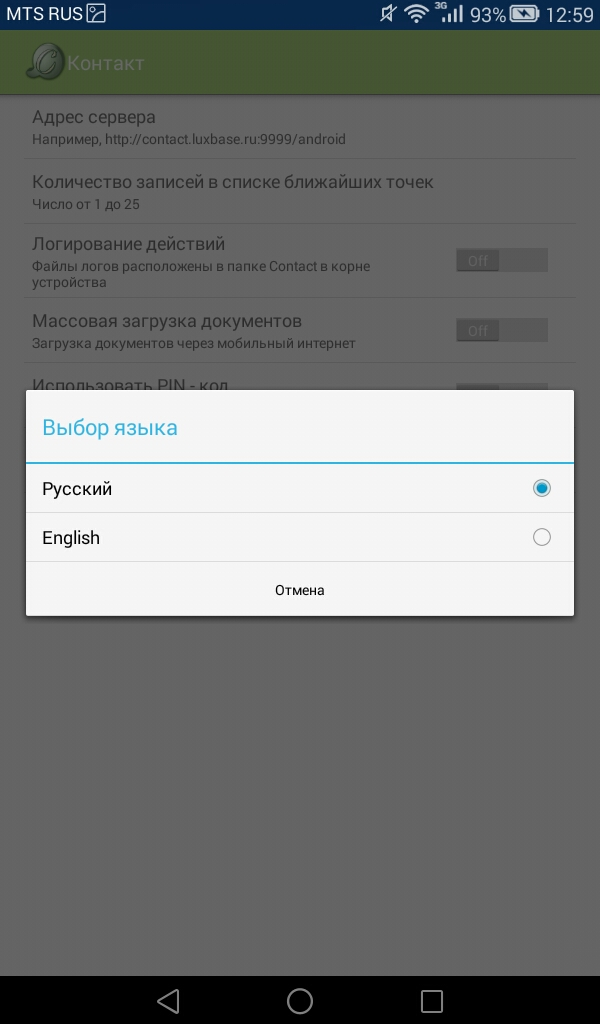 MTS RUS 3G 93% 12:59
Контакт
Адрес сервера
Например, http://contact.luxbase.ru:9999/android
Количество записей в списке ближайших точек
Число от 1 до 25
Логирование действий
Off
Файлы логов расположены в папке Contact в корне
устройства
Массовая загрузка документов
Off
Загрузка документов через мобильный интернет
Использовать PIN - код
Выбор языка
Русский
English
Отмена